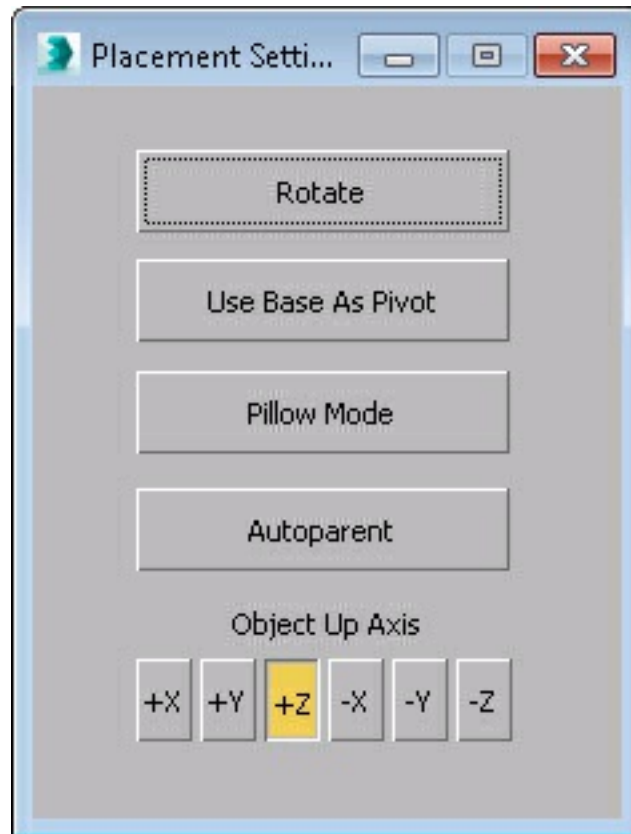 Placement Setti...
Rotate
Use Base As Pivot
Pillow Mode
Autoparent
Object Up Axis
+X +Y +Z -X -Y -Z